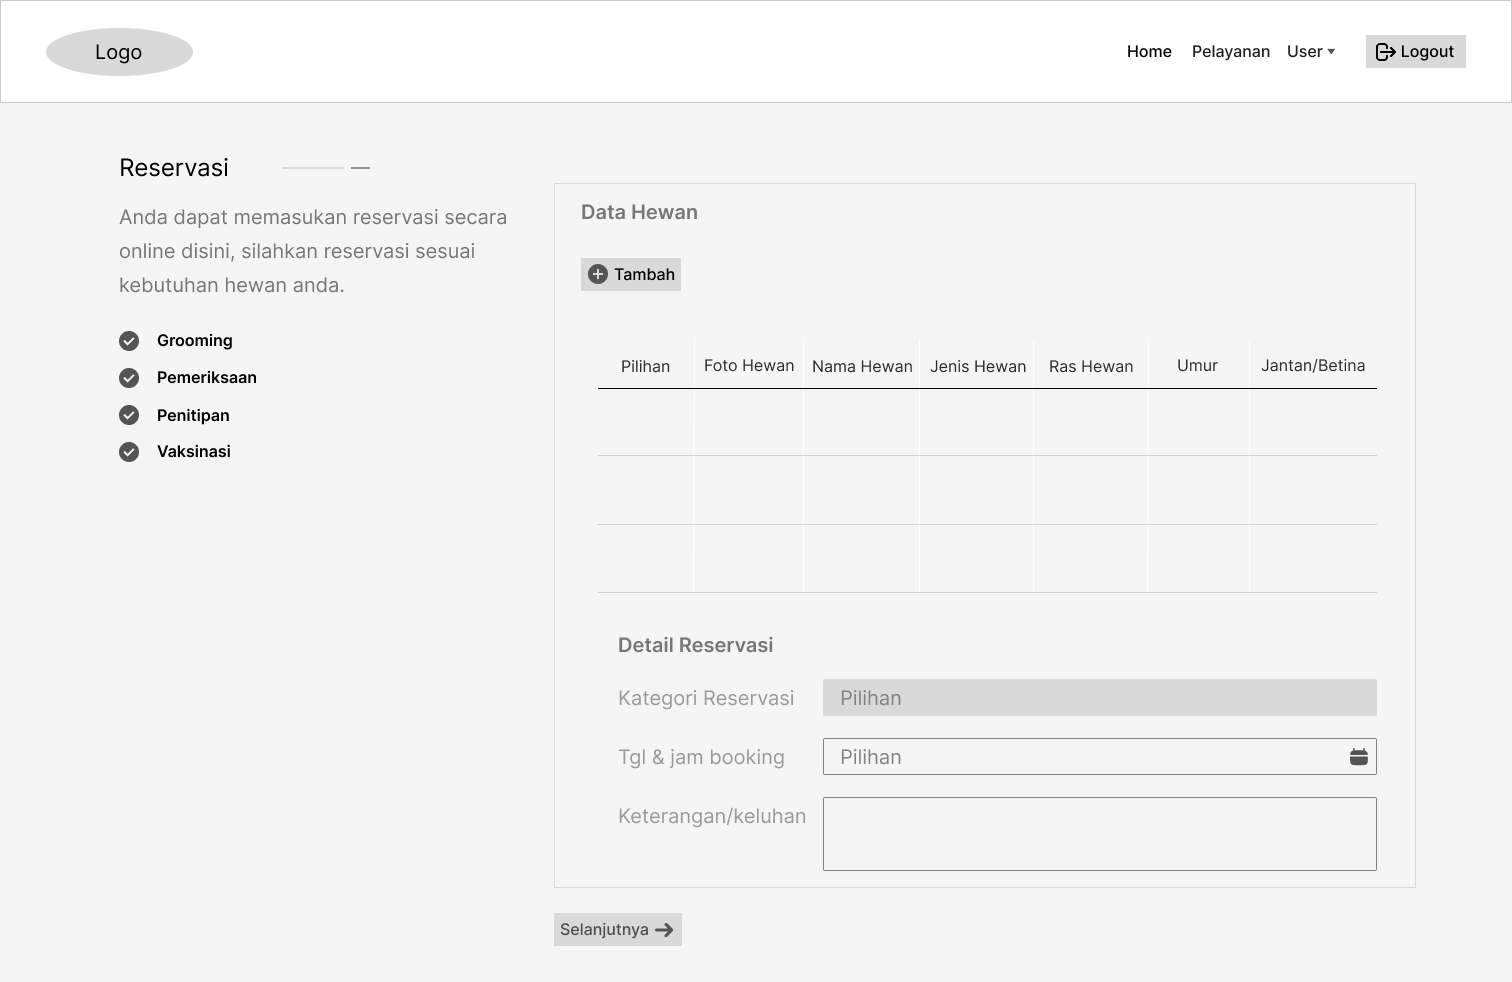 Logo
Home
Pelayanan
User
Logout
Reservasi
Anda dapat memasukan reservasi secara
online disini, silahkan reservasi sesuai
kebutuhan hewan anda.
Grooming
Pemeriksaan
Penitipan
Vaksinasi
Data Hewan
Tambah
Pilihan
Foto Hewan
Nama Hewan
Jenis Hewan
Ras Hewan
Umur
Jantan/Betina
Detail Reservasi
Kategori Reservasi
Pilihan
Tgl & jam booking
Pilihan
Keterangan/keluhan
Selanjutnya